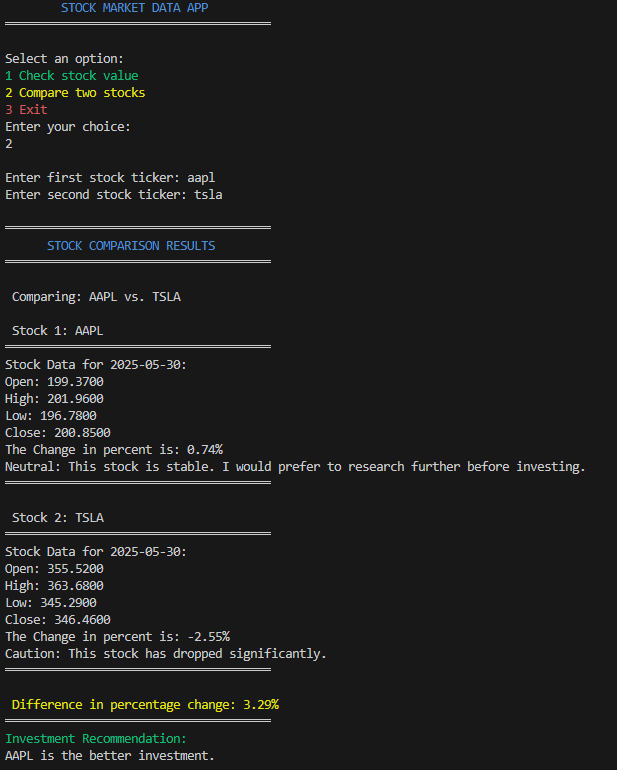 STOCK MARKET DATA APP
Select an option:
1 Check stock value
2 Compare two stocks
3 Exit
Enter your choice:
2
Enter first stock ticker: aapl
Enter second stock ticker: tsla
STOCK COMPARISON RESULTS
Comparing: AAPL vs. TSLA
Stock 1: AAPL
Stock Data for 2025-05-30:
Open: 199.3700
High: 201.9600
Low: 196.7800
Close: 200.8500
The Change in percent is: 0.74%
Neutral: This stock is stable. I would prefer to research further before investing.
Stock 2: TSLA
Stock Data for 2025-05-30:
Open: 355.5200
High: 363.6800
Low: 345.2900
Close: 346.4600
The Change in percent is: -2.55%
Caution: This stock has dropped significantly.
Difference in percentage change: 3.29%
Investment Recommendation:
AAPL is the better investment.